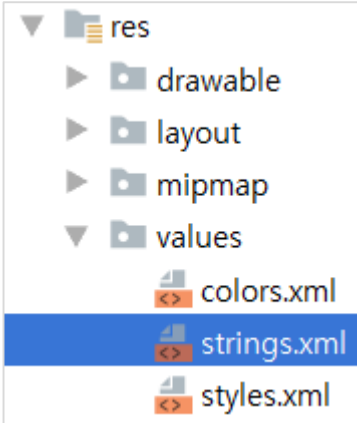 res
drawable
layout
mipmap
values
colors.xml
strings.xml
styles.xml